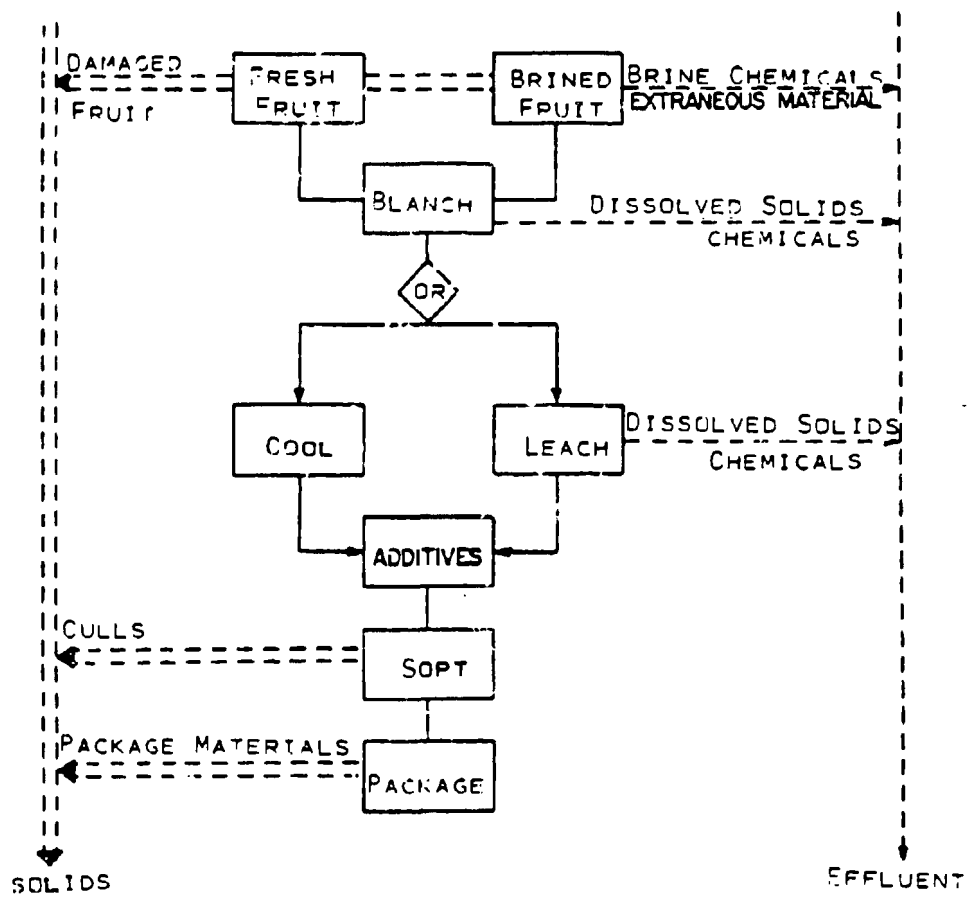 DAMAGED
FRUIT
FRESH
FRUIT
BRINED
FRUIT
BRINE CHEMICALS
EXTRANEOUS MATERIAL
BLANCH
DISSOLVED SOLIDS
CHEMICALS
OR
COOL
LEACH
DISSOLVED SOLIDS
CHEMICALS
ADDITIVES
CULLS
SOPT
PACKAGE MATERIALS
PACKAGE
SOLIDS
EFFLUENT